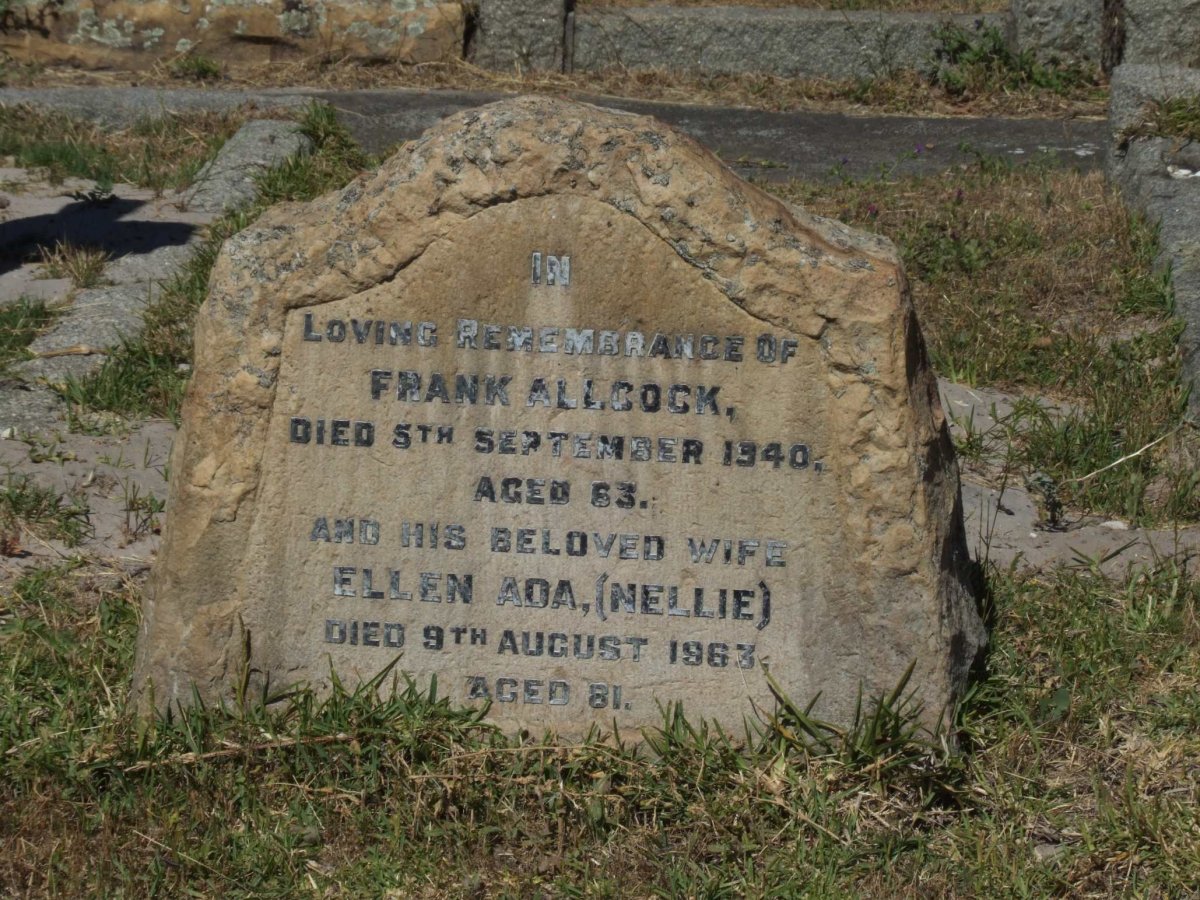 IN
LOVING REMEMBRANCE OF
FRANK ALLCOCK,
DIED 5TH SEPTEMBER 1940.
AGED 63.
AND HIS BELOVED WIFE
ELLEN ADA, (NELLIE)
DIED 9TH AUGUST 1963
AGED 81.